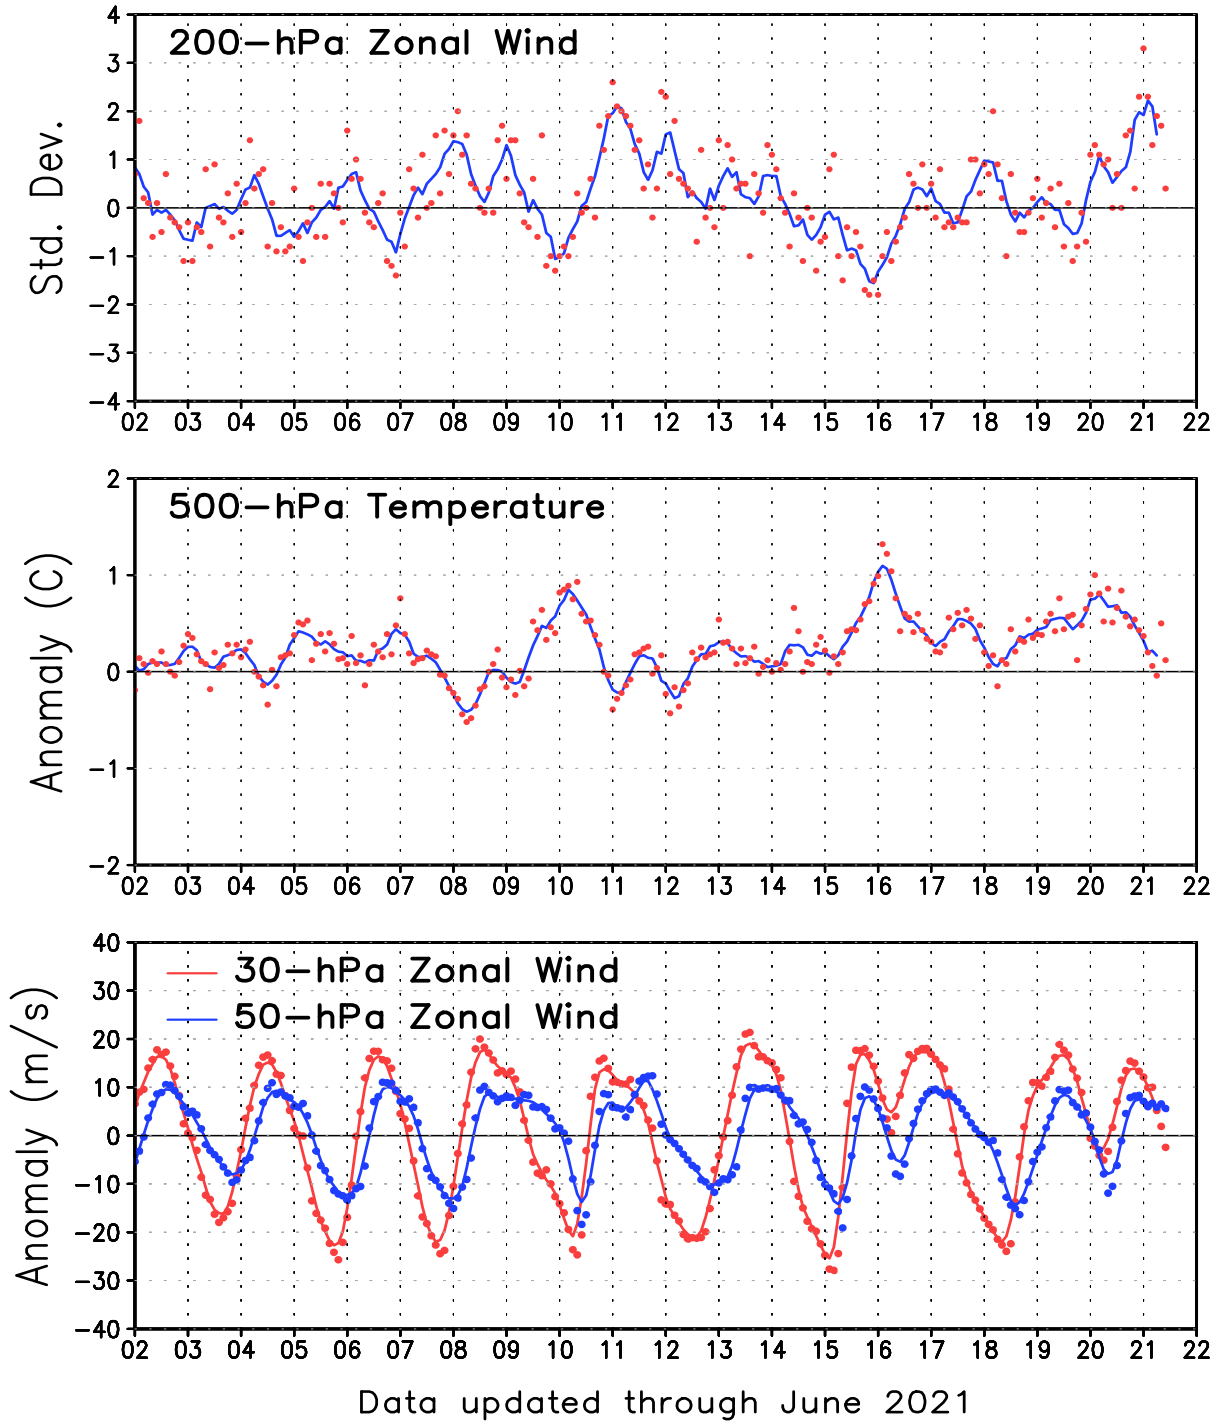 200-hPa Zonal Wind
Std. Dev.
4
3
2
1
0
-1
-2
-3
-4
02 03 04 05 06 07 08 09 10 11 12 13 14 15 16 17 18 19 20 21 22
500-hPa Temperature
Anomaly (C)
2
1
0
-1
-2
02 03 04 05 06 07 08 09 10 11 12 13 14 15 16 17 18 19 20 21 22
30-hPa Zonal Wind
50-hPa Zonal Wind
Anomaly (m/s)
40
30
20
10
0
-10
-20
-30
-40
02 03 04 05 06 07 08 09 10 11 12 13 14 15 16 17 18 19 20 21 22
Data updated through June 2021